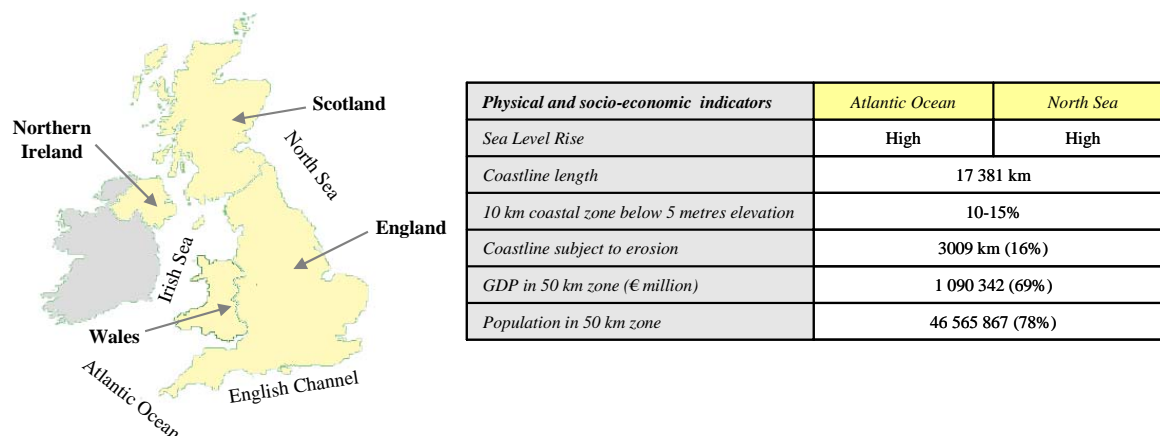 Scotland
Northern
Ireland
North Sea
England
Irish Sea
Wales
Atlantic Ocean
English Channel
Physical and socio-economic indicators Atlantic Ocean North Sea
Sea Level Rise High High
Coastline length 17 381 km
10 km coastal zone below 5 metres elevation 10-15%
Coastline subject to erosion 3009 km (16%)
GDP in 50 km zone (€ million) 1 090 342 (69%)
Population in 50 km zone 46 565 867 (78%)